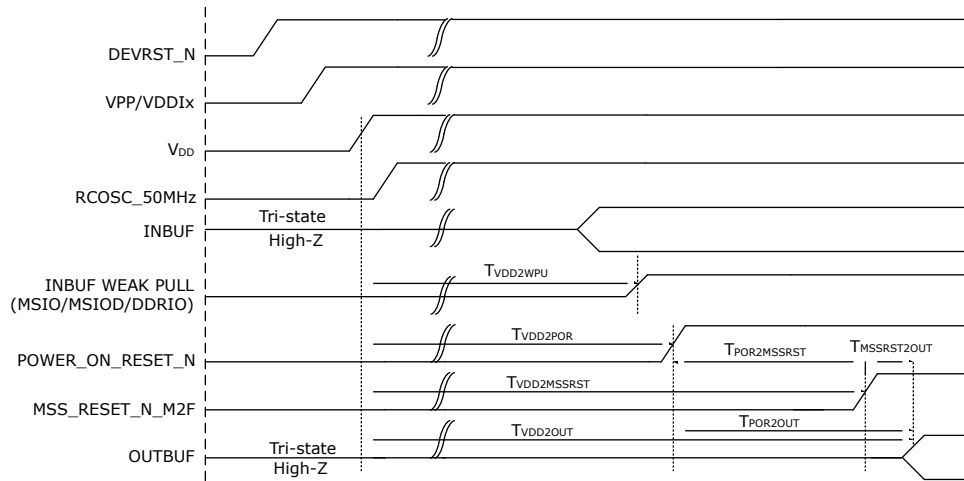 DEVRST_N
VPP/VDDIx
VDD
RCOSC_50MHz
Tri-state
INBUF
High-Z
TVDD2WPU
INBUF WEAK PULL
(MSIO/MSIOD/DDRIO)
TVDD2POR
TPOR2MSSRST
TMSSRST2OUT
POWER_ON_RESET_N
TVDD2MSSRST
MSS_RESET_N_M2F
TPOR2OUT
TVDD2OUT
Tri-state
OUTBUF
High-Z